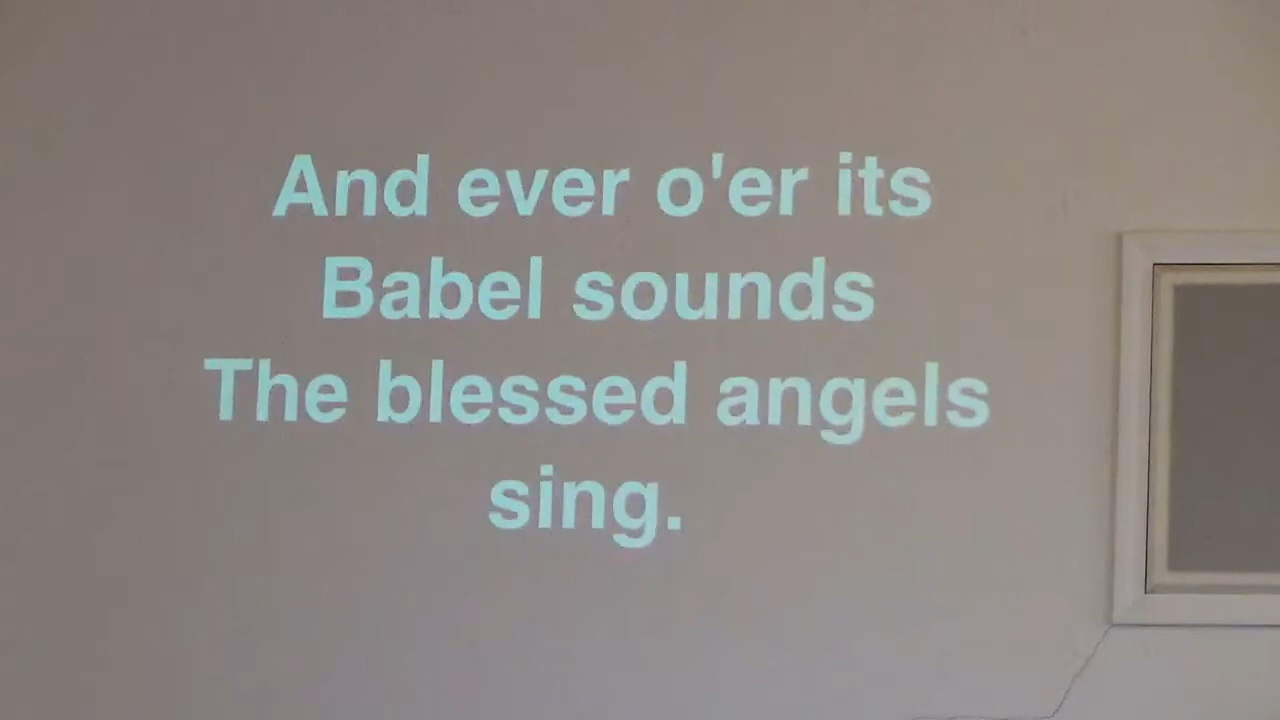 And ever o'er its
Babel sounds
The blessed angels
sing.